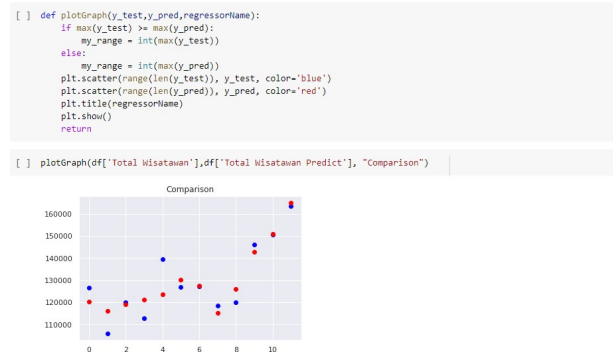 [ ] def plotGraph(y_test,y_pred,regressorName):
if max(y_test) >= max(y_pred):
my_range = int(max(y_test))
else:
my_range = int(max(y_pred))
plt.scatter(range(len(y_test)), y_test, color='blue')
plt.scatter(range(len(y_pred)), y_pred, color='red')
plt.title(regressorName)
plt.show()
return
[ ] plotGraph(df['Total Wisatawan'],df['Total Wisatawan Predict'], "Comparison")
Comparison
160000
150000
140000
130000
120000
110000
0 2 4 6 8 10